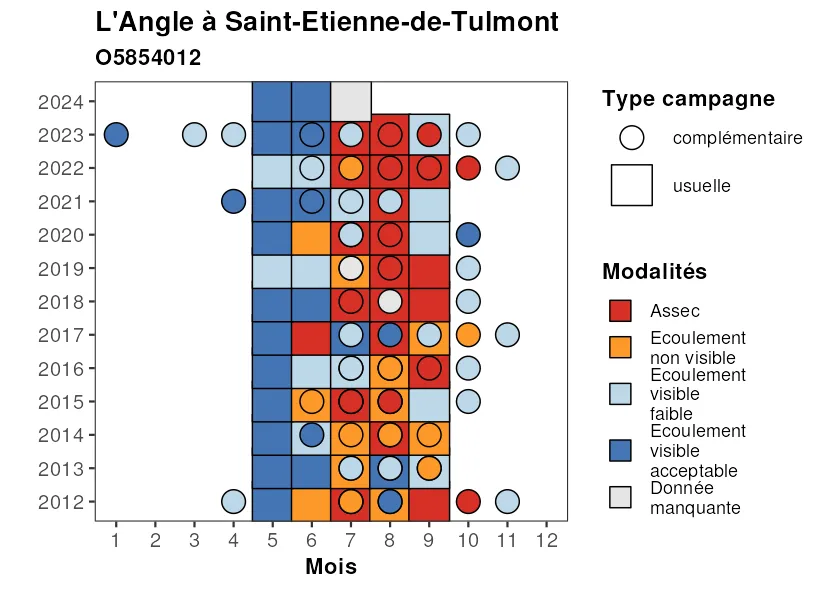 L'Angle à Saint-Etienne-de-Tulmont
O5854012
2024
2023
2022
2021
2020
2019
2018
2017
2016
2015
2014
2013
2012
1 2 3 4 5 6 7 8 9 10 11 12
Mois
Type campagne
complémentaire
usuelle
Modalités
Assec
Ecoulement
non visible
Ecoulement
visible
faible
Ecoulement
visible
acceptable
Donnée
manquante